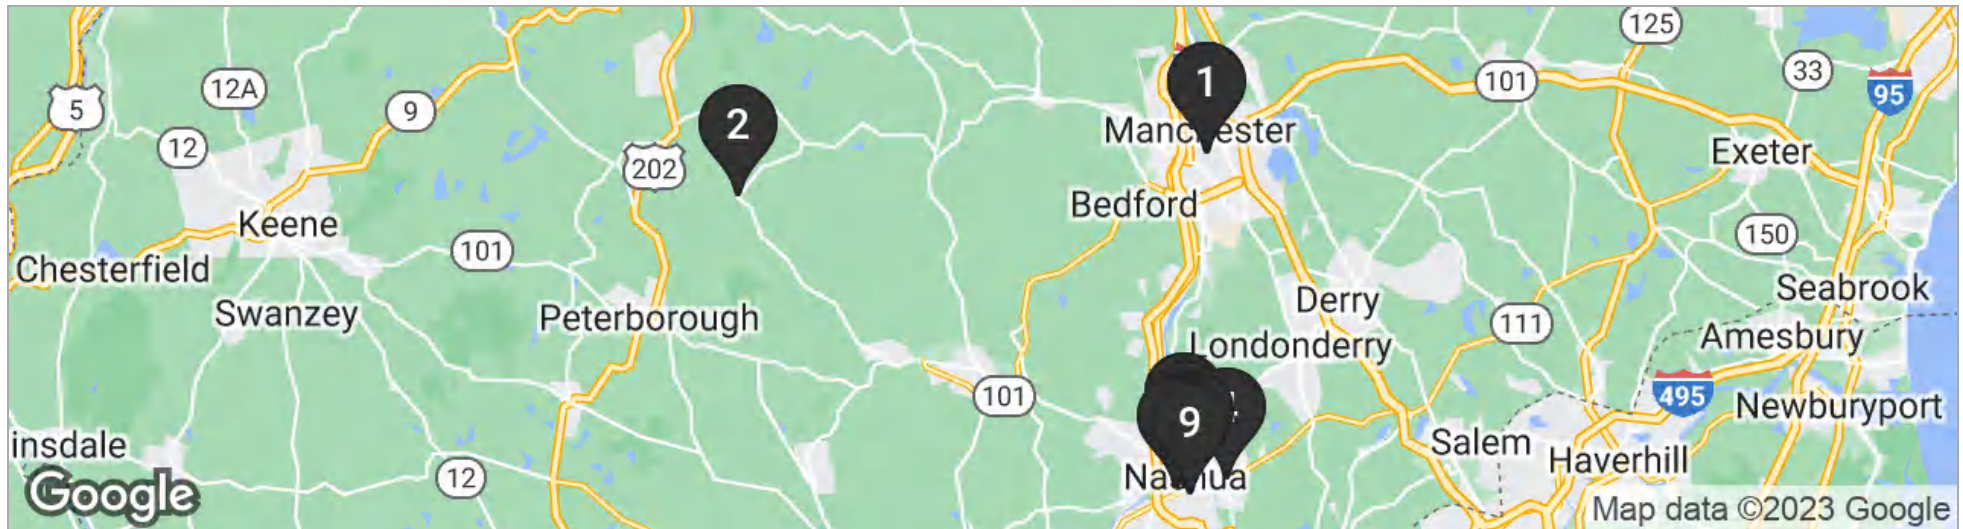 125
33
101
95
12A
5
9
1
2
Manchester
12
202
Exeter
Bedford
Keene
150
101
Chesterfield
Seabrook
Derry
Swanzey
Peterborough
111
Amesbury
Londonderry
495
101
Newburyport
9
insdale
Salem
Haverhill
12
Nashua
Google
Map data ©2023 Google